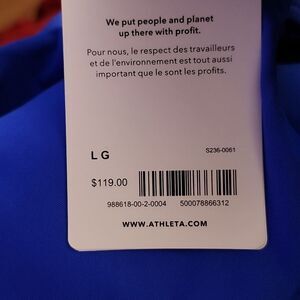 We put people and planet
up there with profit.
Pour nous, le respect des travailleurs
et de l'environnement est tout aussi
important que le sont les profits.
LG S236-0061
$119.00
988618-00-2-0004 500078866312
WWW.ATHLETA.COM